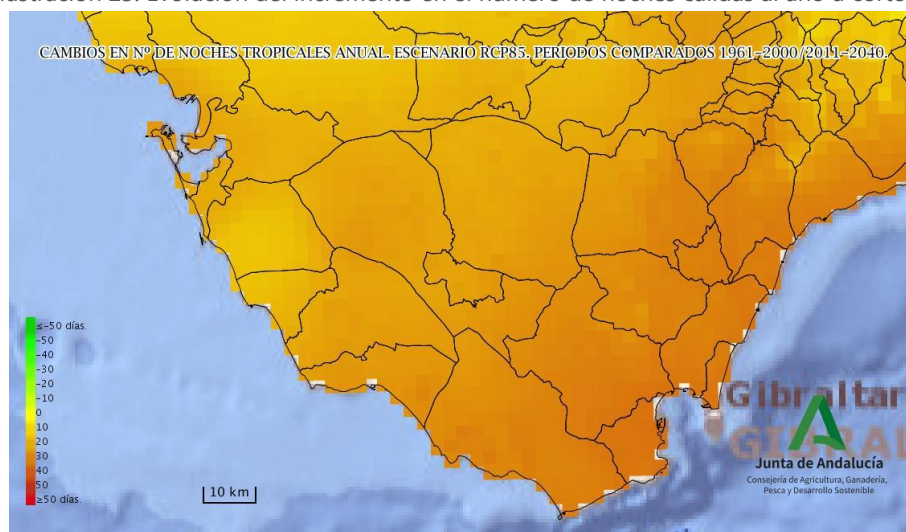 CAMBIOS EN Nº DE NOCHES TROPICALES ANUAL. ESCENARIO RCP85. PERIODOS COMPARADOS 1961-2000/2011-2040.
≤-50 días.
-50
-40
-30
-20
-10
0
10
20
30
40
50
≥50 días.
10 km
Gibraltar
Junta de Andalucía
Consejería de Agricultura, Ganadería,
Pesca y Desarrollo Sostenible